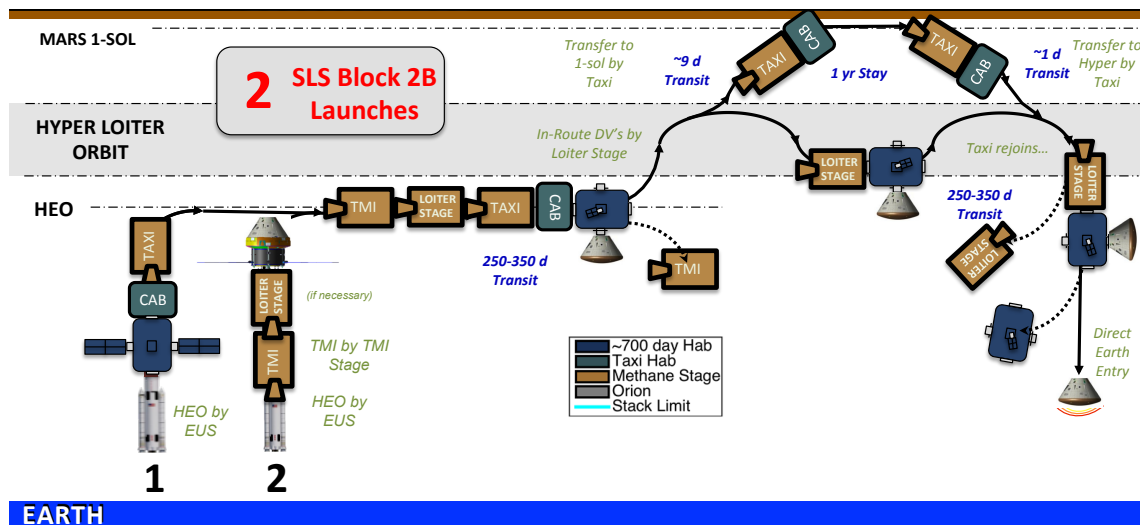 MARS 1-SOL
2
SLS Block 2B
Launches
Transfer to
1-sol by
Taxi
~9 d
Transit
TAXI
CAB
1 yr Stay
TAXI
CAB
~1 d
Transit
Transfer to
Hyper by
Taxi
HYPER LOITER
ORBIT
In-Route DV's by
Loiter Stage
LOITER
STAGE
Taxi rejoins…
LOITER
STAGE
HEO
TMI
LOITER
STAGE
TAXI
CAB
250-350 d
Transit
TMI
250-350 d
Transit
LOITER
STAGE
TAXI
CAB
LOITER
STAGE
(if necessary)
TMI
TMI by TMI
Stage
HEO by
EUS
HEO by
EUS
~700 day Hab
Taxi Hab
Methane Stage
Orion
Stack Limit
Direct
Earth
Entry
1
2
EARTH